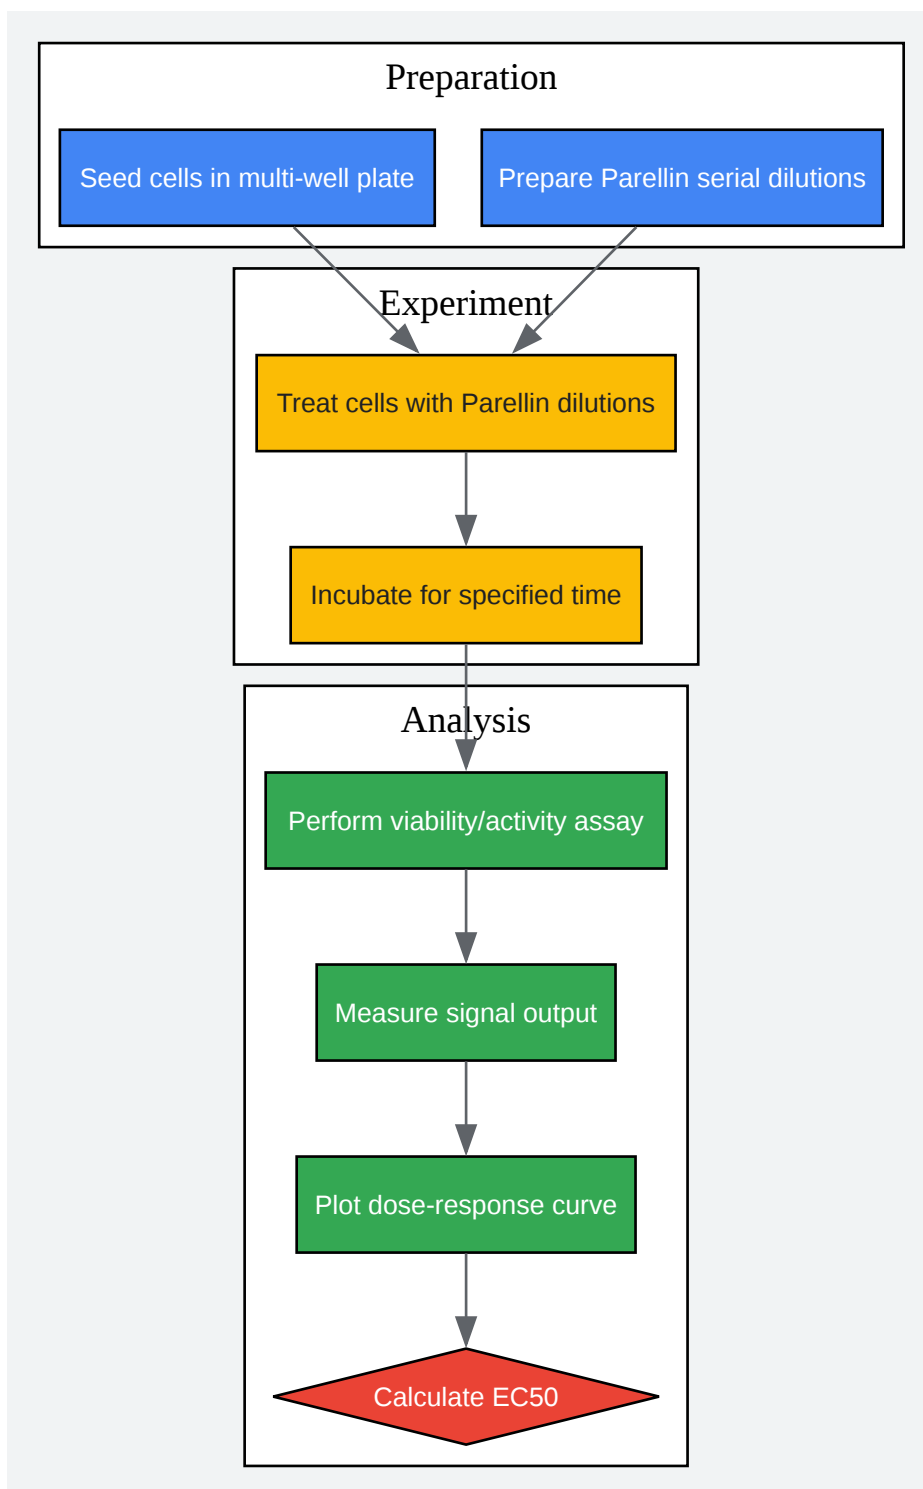 Preparation
Seed cells in multi-well plate
Prepare Parellin serial dilutions
Experiment
Treat cells with Parellin dilutions
Incubate for specified time
Analysis
Perform viability/activity assay
Measure signal output
Plot dose-response curve
Calculate EC50